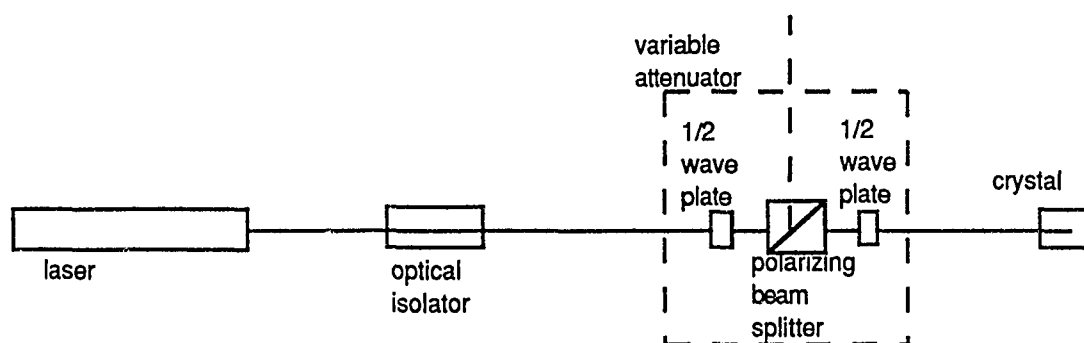 variable
attenuator
1/2
wave
plate
1/2
wave
plate
crystal
laser
optical
isolator
polarizing
beam
splitter